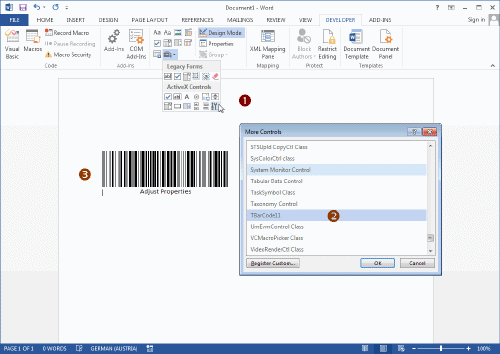 Document1 - Word
FILE HOME INSERT DESIGN PAGE LAYOUT REFERENCES MAILINGS REVIEW VIEW DEVELOPER ADD-INS Sign in
Visual Basic
Macros
Record Macro
Pause Recording
Macro Security
Code
Add-Ins
COM Add-Ins
Add-Ins
Aa Aa
Design Mode
Properties
Group
XML Mapping Pane
Mapping
Block Authors
Restrict Editing
Protect
Document Template
Document Panel
Templates
Legacy Forms
ActiveX Controls
1
3
Adjust Properties
More Controls
STSUpld CopyCtl Class
SysColorCtrl class
System Monitor Control
Tabular Data Control
TaskSymbol Class
Taxonomy Control
TBarCode11
2
UmEvmControl Class
VCMacroPicker Class
VideoRenderCtl Class
Register Custom...
OK
Cancel
PAGE 1 OF 1 0 WORDS GERMAN (AUSTRIA) 100%